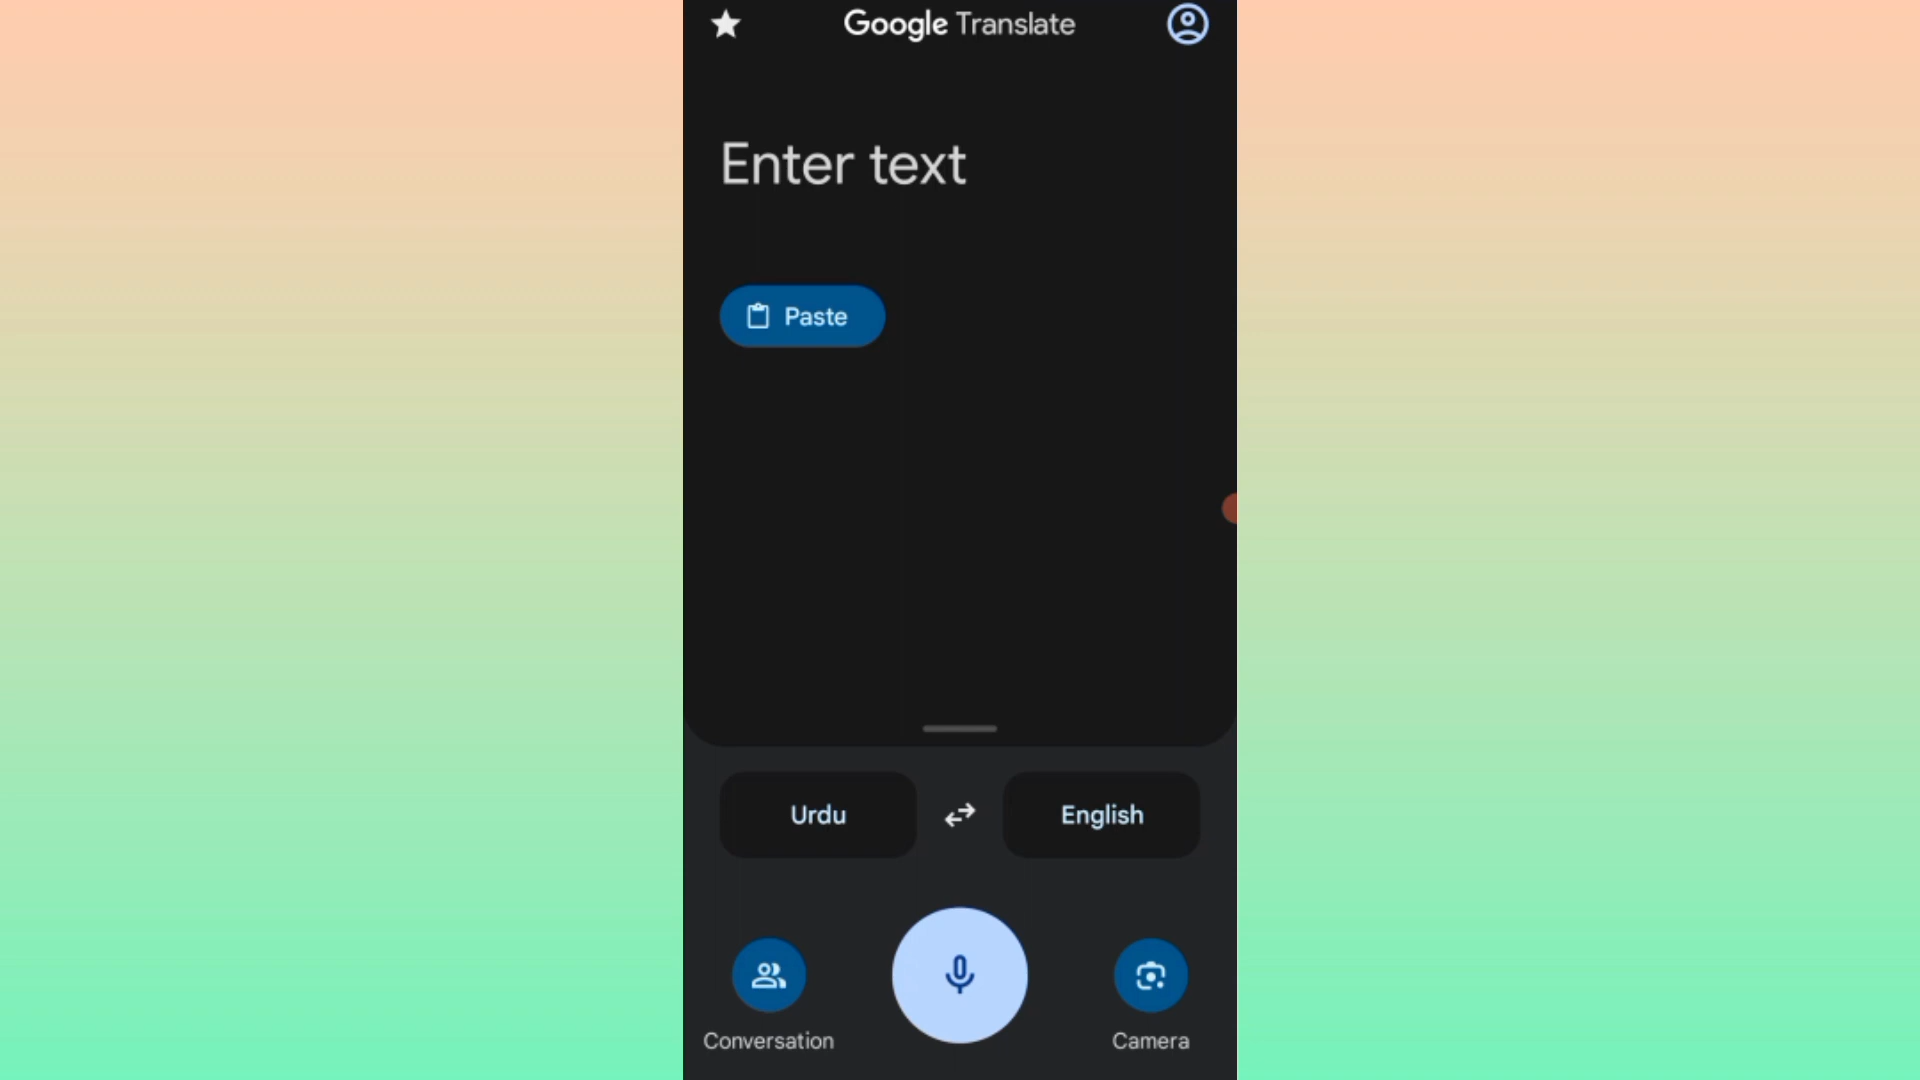 Google Translate
Enter text
Paste
Urdu
English
Conversation
Camera